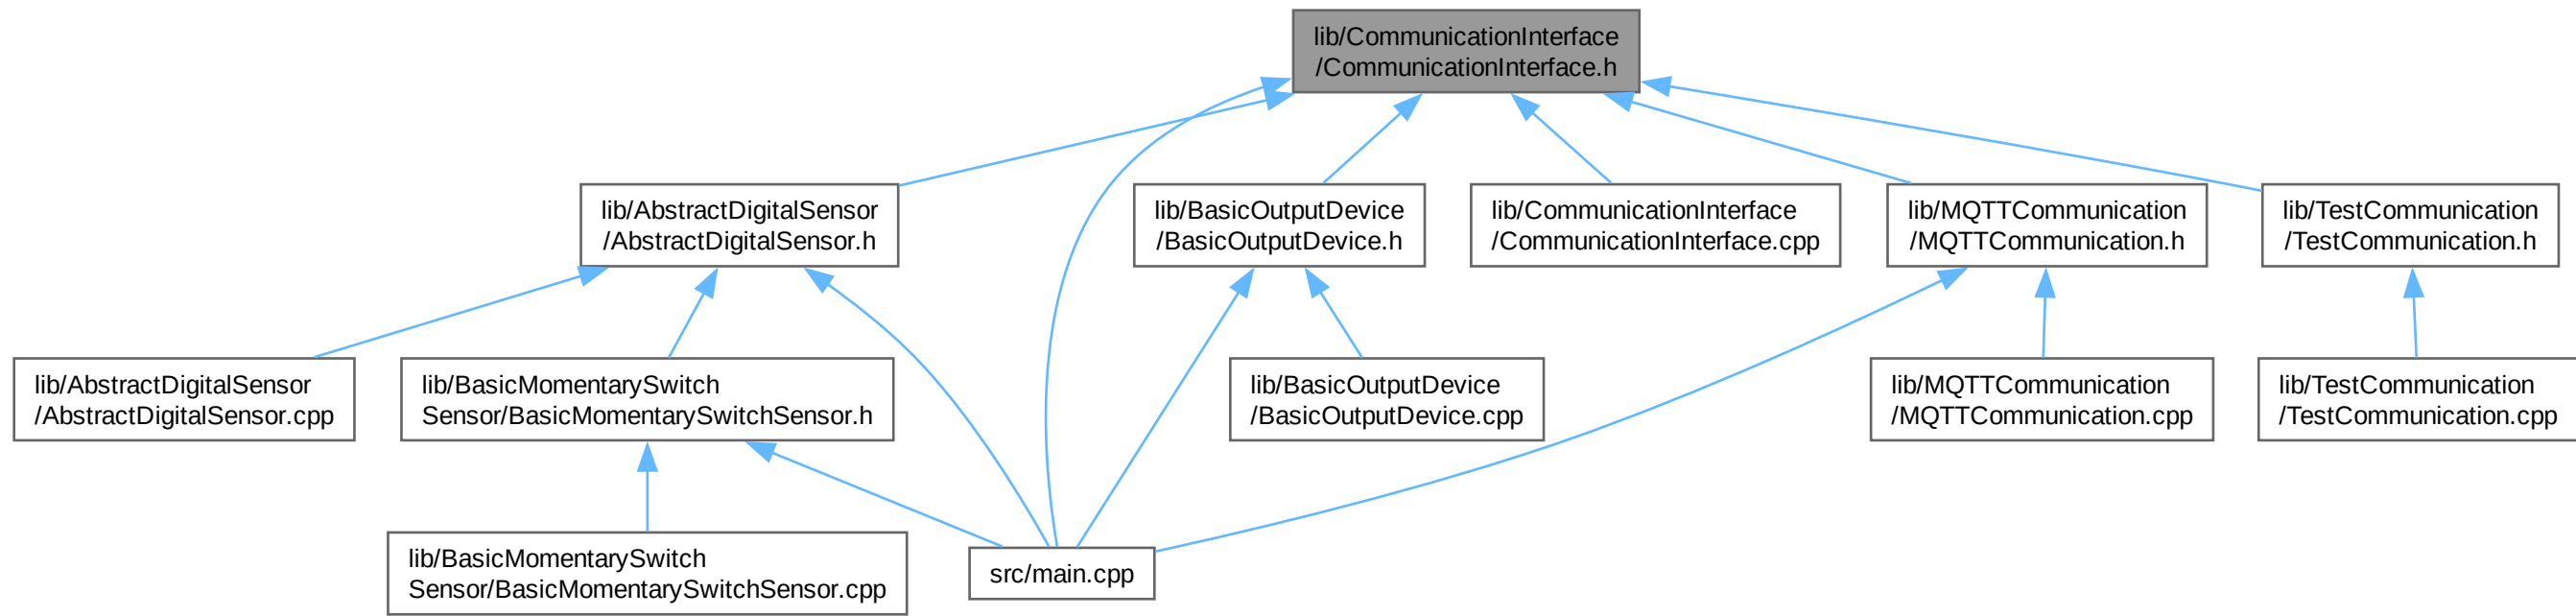 lib/CommunicationInterface
/CommunicationInterface.h
lib/AbstractDigitalSensor
/AbstractDigitalSensor.h
lib/BasicOutputDevice
/BasicOutputDevice.h
lib/CommunicationInterface
/CommunicationInterface.cpp
lib/MQTTCommunication
/MQTTCommunication.h
lib/TestCommunication
/TestCommunication.h
lib/AbstractDigitalSensor
/AbstractDigitalSensor.cpp
lib/BasicMomentarySwitch
Sensor/BasicMomentarySwitchSensor.h
lib/BasicOutputDevice
/BasicOutputDevice.cpp
lib/MQTTCommunication
/MQTTCommunication.cpp
lib/TestCommunication
/TestCommunication.cpp
lib/BasicMomentarySwitch
Sensor/BasicMomentarySwitchSensor.cpp
src/main.cpp